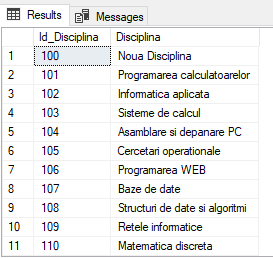 Results Messages
Id_Disciplina Disciplina
1 100 Noua Disciplina
2 101 Programarea calculatoarelor
3 102 Informatica aplicata
4 103 Sisteme de calcul
5 104 Asamblare si depanare PC
6 105 Cercetari operationale
7 106 Programarea WEB
8 107 Baze de date
9 108 Structuri de date si algoritmi
10 109 Retele informatice
11 110 Matematica discreta